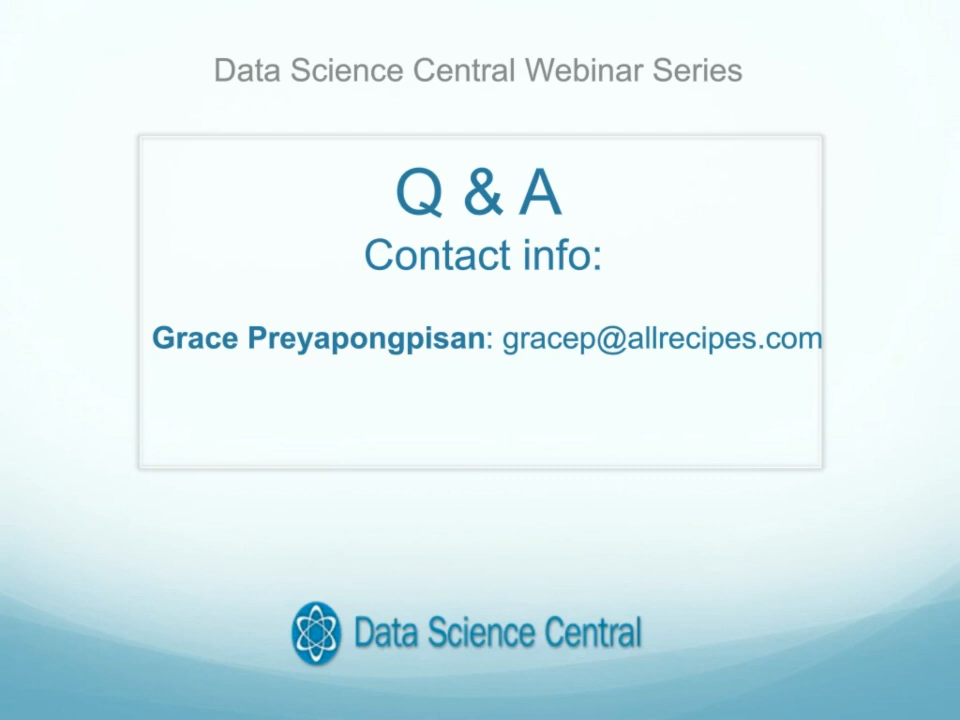 Data Science Central Webinar Series
Q & A
Contact info:
Grace Preyapongpisan: gracep@allrecipes.com
Data Science Central